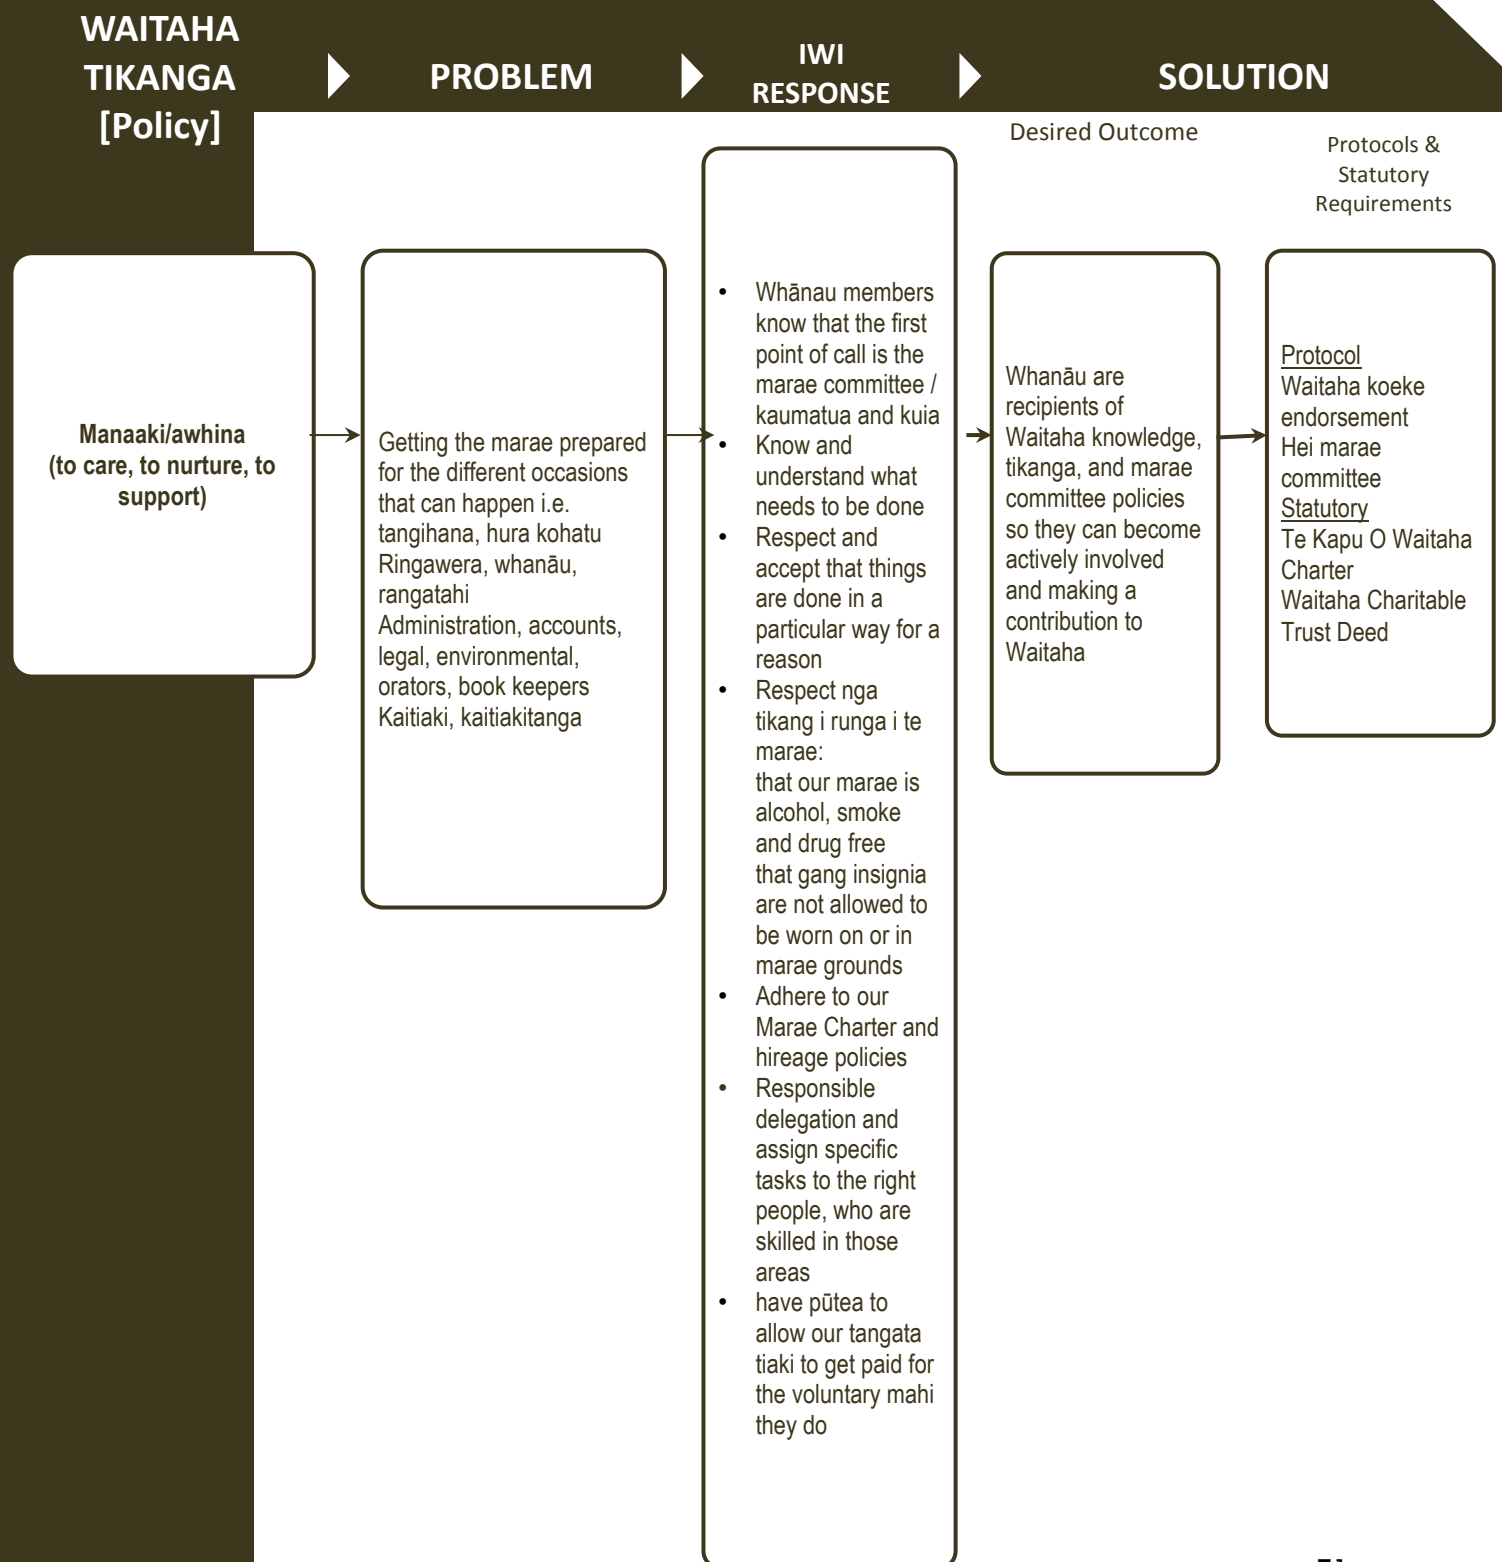 WAITAHA
TIKANGA
[Policy]
PROBLEM
IWI
RESPONSE
SOLUTION
Desired Outcome
Protocols &
Statutory
Requirements
Manaaki/awhina
(to care, to nurture, to
support)
Getting the marae prepared
for the different occasions
that can happen i.e.
tangihana, hura kohatu
Ringawera, whanāu,
rangatahi
Administration, accounts,
legal, environmental,
orators, book keepers
Kaitiaki, kaitiakitanga
• Whānau members
know that the first
point of call is the
marae committee /
kaumatua and kuia
• Know and
understand what
needs to be done
• Respect and
accept that things
are done in a
particular way for a
reason
• Respect nga
tikang i runga i te
marae:
that our marae is
alcohol, smoke
and drug free
that gang insignia
are not allowed to
be worn on or in
marae grounds
• Adhere to our
Marae Charter and
hireage policies
• Responsible
delegation and
assign specific
tasks to the right
people, who are
skilled in those
areas
• have pūtea to
allow our tangata
tiaki to get paid for
the voluntary mahi
they do
Whanāu are
recipients of
Waitaha knowledge,
tikanga, and marae
committee policies
so they can become
actively involved
and making a
contribution to
Waitaha
Protocol
Waitaha koeke
endorsement
Hei marae
committee
Statutory
Te Kapu O Waitaha
Charter
Waitaha Charitable
Trust Deed